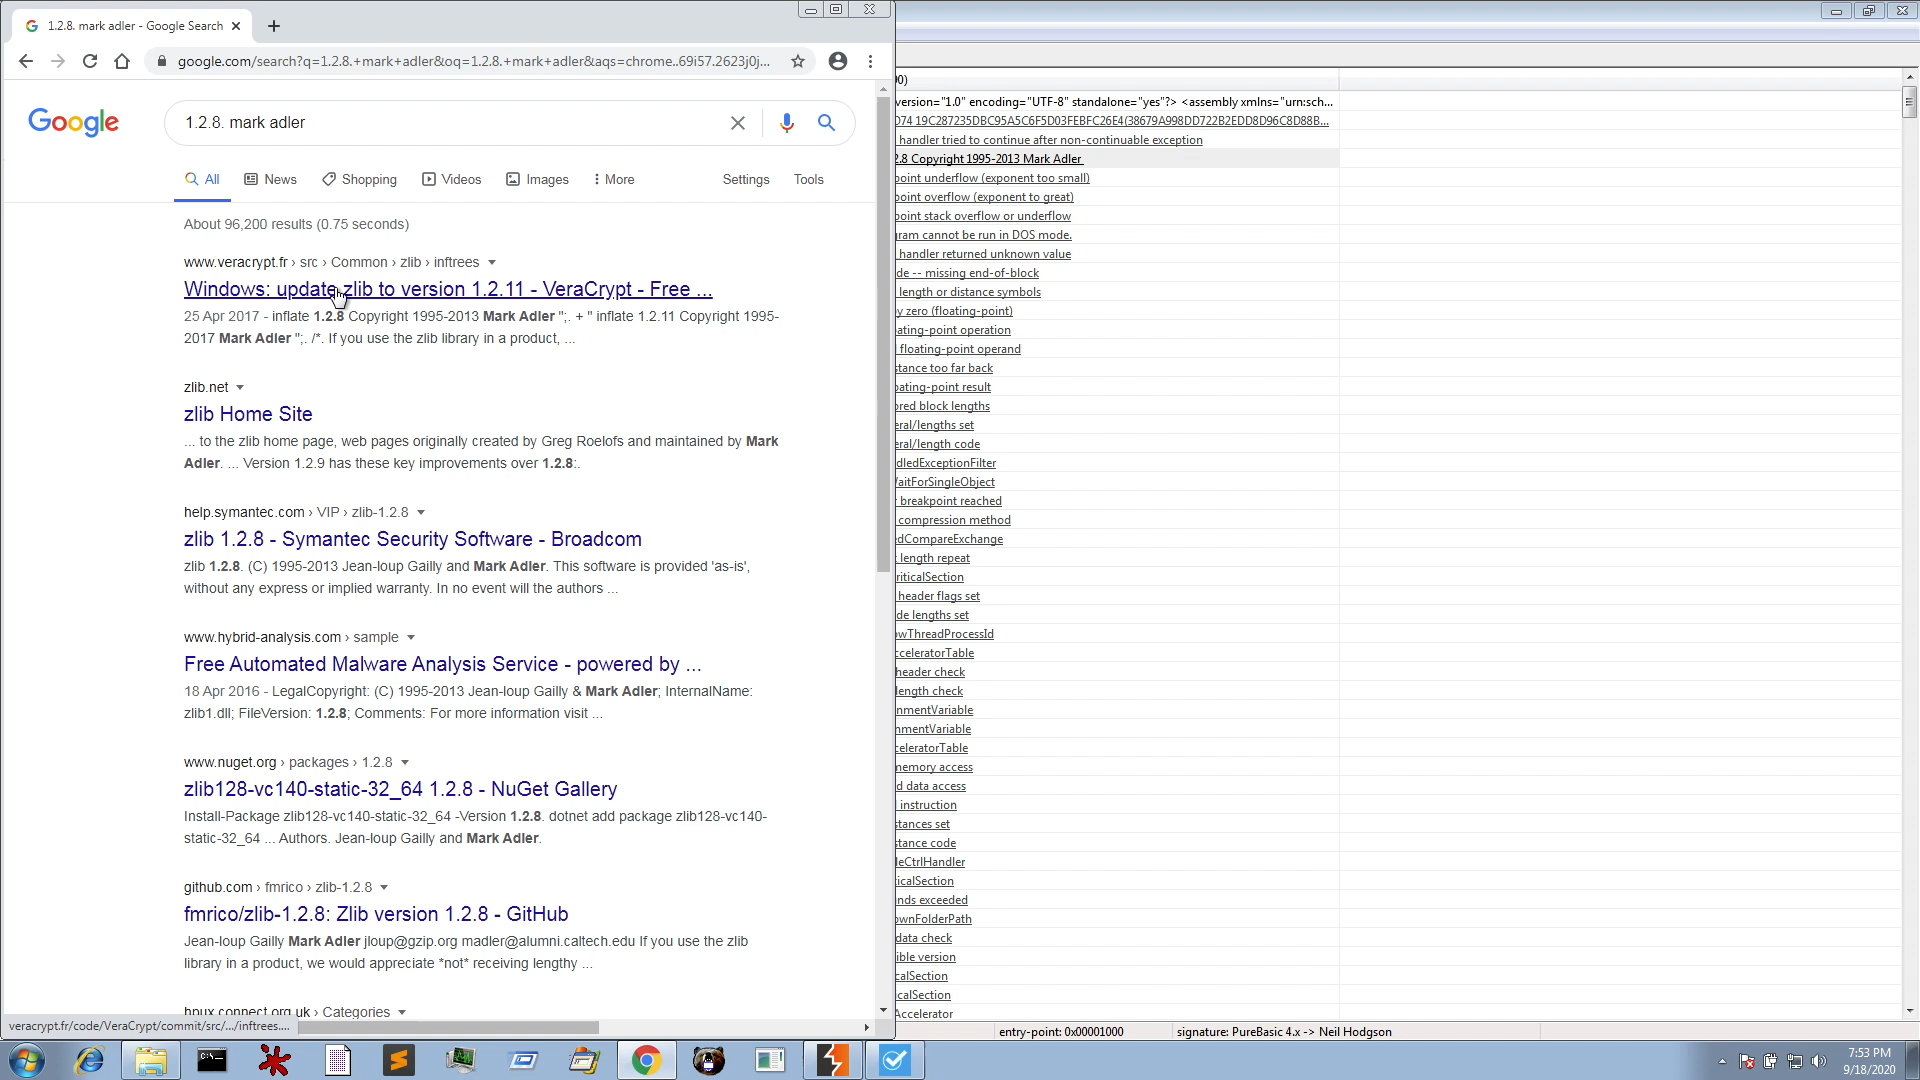 1.2.8. mark adler - Google Search
google.com/search?q=1.2.8.+mark+adler&oq=1.2.8.+mark+adler&aqs=chrome..69i57.2623j0j...
Google
1.2.8. mark adler
All
News
Shopping
Videos
Images
More
Settings
Tools
About 96,200 results (0.75 seconds)
www.veracrypt.fr › src › Common › zlib › inftrees
Windows: update zlib to version 1.2.11 - VeraCrypt - Free ...
25 Apr 2017 - inflate 1.2.8 Copyright 1995-2013 Mark Adler ";. + " inflate 1.2.11 Copyright 1995-
2017 Mark Adler ";. /*. If you use the zlib library in a product, ...
zlib.net
zlib Home Site
... to the zlib home page, web pages originally created by Greg Roelofs and maintained by Mark
Adler. ... Version 1.2.9 has these key improvements over 1.2.8:.
help.symantec.com › VIP › zlib-1.2.8
zlib 1.2.8 - Symantec Security Software - Broadcom
zlib 1.2.8. (C) 1995-2013 Jean-loup Gailly and Mark Adler. This software is provided 'as-is',
without any express or implied warranty. In no event will the authors ...
www.hybrid-analysis.com › sample
Free Automated Malware Analysis Service - powered by ...
18 Apr 2016 - LegalCopyright: (C) 1995-2013 Jean-loup Gailly & Mark Adler; InternalName:
zlib1.dll; FileVersion: 1.2.8; Comments: For more information visit ...
www.nuget.org › packages › 1.2.8
zlib128-vc140-static-32_64 1.2.8 - NuGet Gallery
Install-Package zlib128-vc140-static-32_64 -Version 1.2.8. dotnet add package zlib128-vc140-
static-32_64 ... Authors. Jean-loup Gailly and Mark Adler.
github.com › fmrico › zlib-1.2.8
fmrico/zlib-1.2.8: Zlib version 1.2.8 - GitHub
Jean-loup Gailly Mark Adler jloup@gzip.org madler@alumni.caltech.edu If you use the zlib
library in a product, we would appreciate *not* receiving lengthy ...
hpux.connect.org.uk › Categories
veracrypt.fr/code/VeraCrypt/commit/src/.../inftrees....
00)
version="1.0" encoding="UTF-8" standalone="yes"?> <assembly xmlns="urn:sch...
D74 19C287235DBC95A5C6F5D03FEBFC26E4(38679A998DD722B2EDD8D96C8D88B...
handler tried to continue after non-continuable exception
2.8 Copyright 1995-2013 Mark Adler
point underflow (exponent too small)
point overflow (exponent to great)
point stack overflow or underflow
gram cannot be run in DOS mode.
handler returned unknown value
de -- missing end-of-block
length or distance symbols
y zero (floating-point)
ating-point operation
floating-point operand
stance too far back
ating-point result
ored block lengths
eral/lengths set
eral/length code
dledExceptionFilter
VaitForSingleObject
r breakpoint reached
compression method
edCompareExchange
t length repeat
riticalSection
header flags set
de lengths set
owThreadProcessId
cceleratorTable
header check
length check
nmentVariable
nmentVariable
celeratorTable
memory access
d data access
l instruction
stances set
stance code
leCtrlHandler
icalSection
unds exceeded
ownFolderPath
data check
ible version
calSection
icalSection
Accelerator
entry-point: 0x00001000
signature: PureBasic 4.x -> Neil Hodgson
7:53 PM
9/18/2020